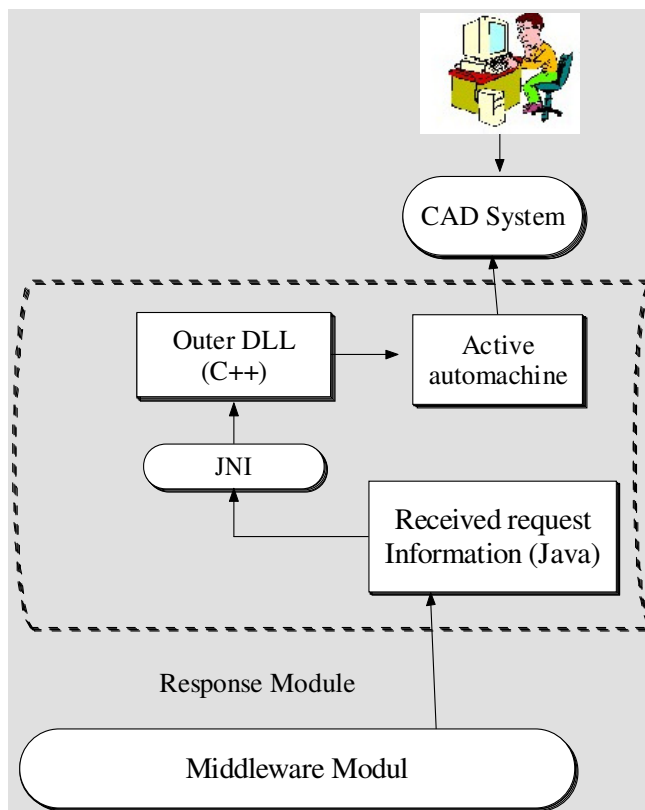 CAD System
Outer DLL
(C++)
Active
automachine
JNI
Received request
Information (Java)
Response Module
Middleware Modul